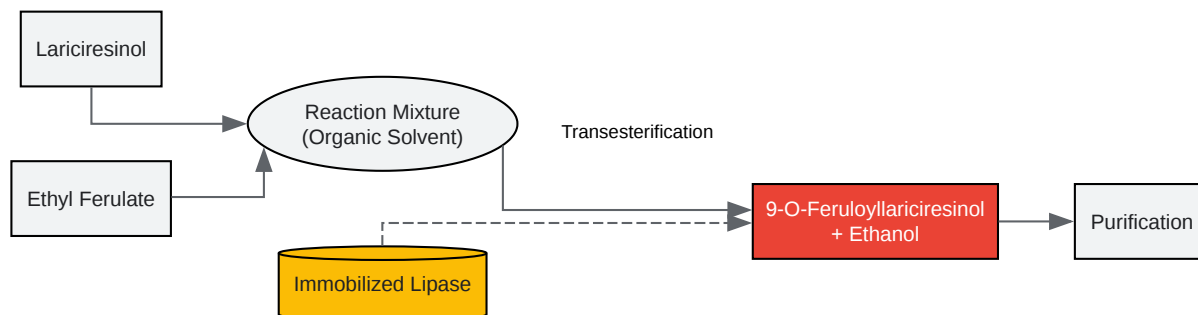 Lariciresinol
Ethyl Ferulate
Reaction Mixture
(Organic Solvent)
Transesterification
Immobilized Lipase
9-O-Feruloyllariciresinol
+ Ethanol
Purification